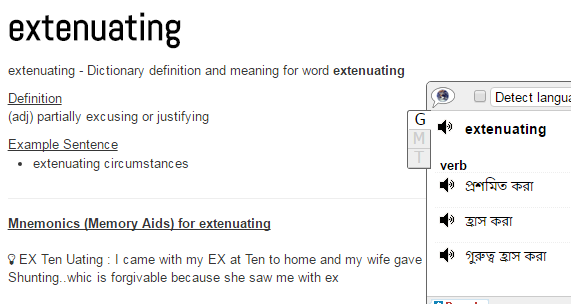 extenuating
extenuating - Dictionary definition and meaning for word extenuating
Definition
(adj) partially excusing or justifying
Example Sentence
extenuating circumstances
Mnemonics (Memory Aids) for extenuating
EX Ten Uating : I came with my EX at Ten to home and my wife gave
Shunting..whic is forgivable because she saw me with ex
Detect langua
G
M
T
extenuating
verb
প্রশমিত করা
হ্রাস করা
গুরুত্ব হ্রাস করা